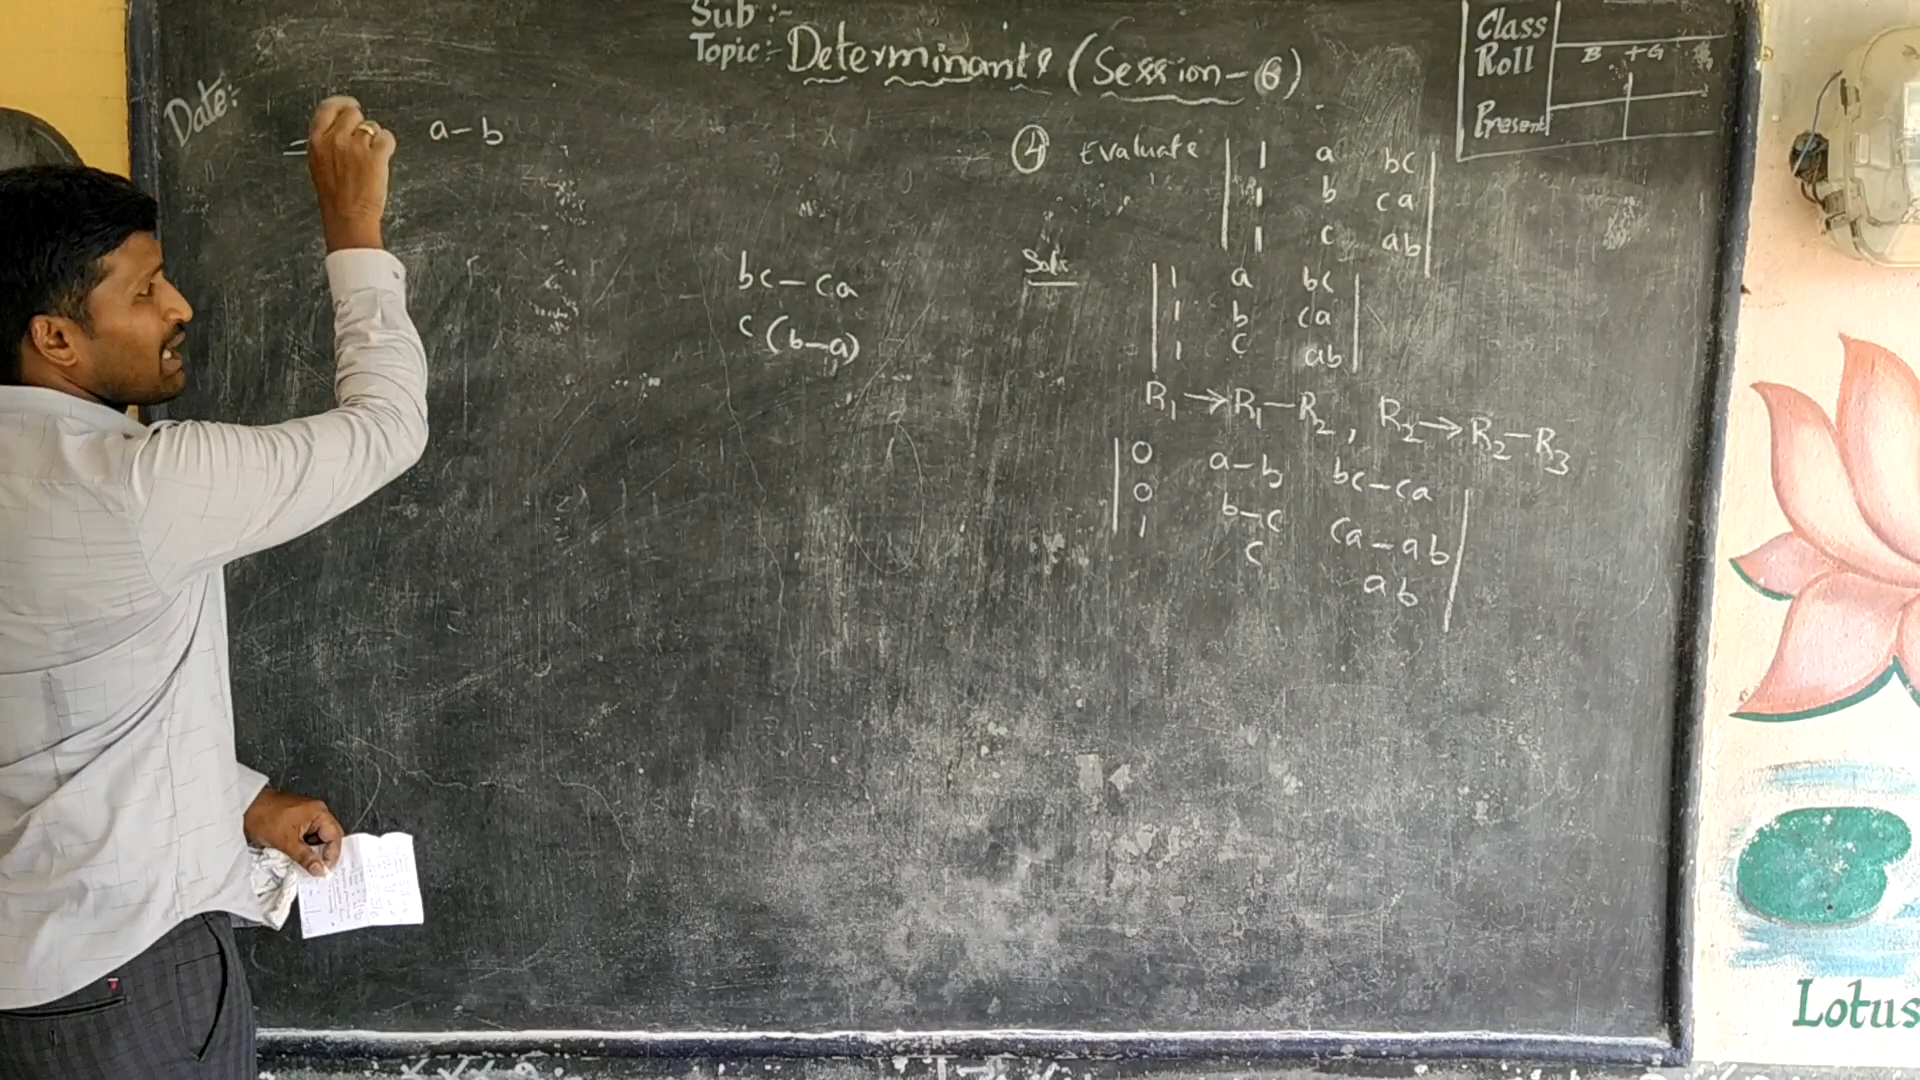 Sub :-
Topic:- Determinants (Session-6)
Class
Roll
B + G
Present
Date:
= a-b
bc-ca
c(b-a)
④ Evaluate | 1 a bc |
| 1 b ca |
| 1 c ab |
Soln
| 1 a bc |
| 1 b ca |
| 1 c ab |
R₁→R₁-R₂, R₂→R₂-R₃
| 0 a-b bc-ca |
| 0 b-c ca-ab |
| 1 c ab |
Lotus